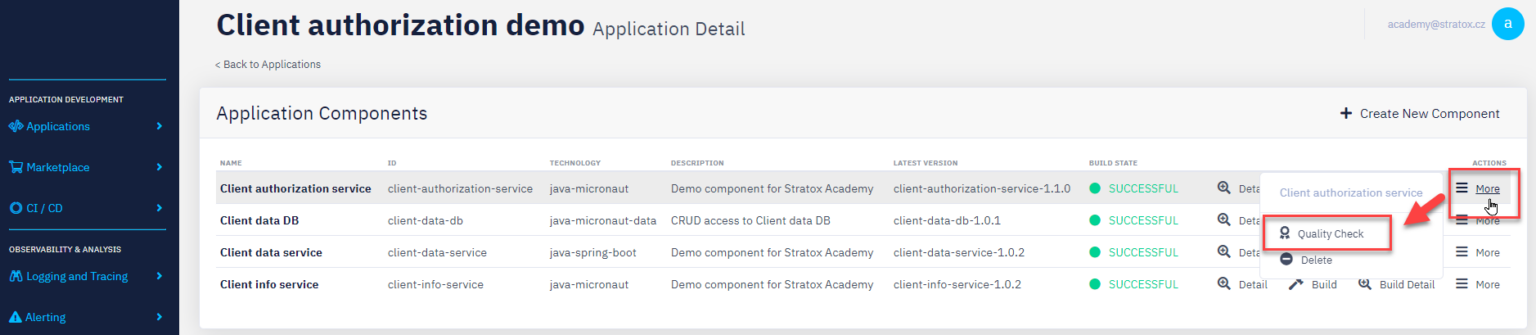 Client authorization demo Application Detail
academy@stratox.cz a
< Back to Applications
APPLICATION DEVELOPMENT
Applications
Marketplace
CI / CD
OBSERVABILITY & ANALYSIS
Logging and Tracing
Alerting
Application Components
Create New Component
NAME ID TECHNOLOGY DESCRIPTION LATEST VERSION BUILD STATE ACTIONS
Client authorization service client-authorization-service java-micronaut Demo component for Stratox Academy client-authorization-service-1.1.0 SUCCESSFUL Detai More
Client data DB client-data-db java-micronaut-data CRUD access to Client data DB client-data-db-1.0.1 SUCCESSFUL Detai More
Client data service client-data-service java-spring-boot Demo component for Stratox Academy client-data-service-1.0.2 SUCCESSFUL Detai More
Client info service client-info-service java-micronaut Demo component for Stratox Academy client-info-service-1.0.2 SUCCESSFUL Detail Build Build Detail More
Client authorization service
Quality Check
Delete